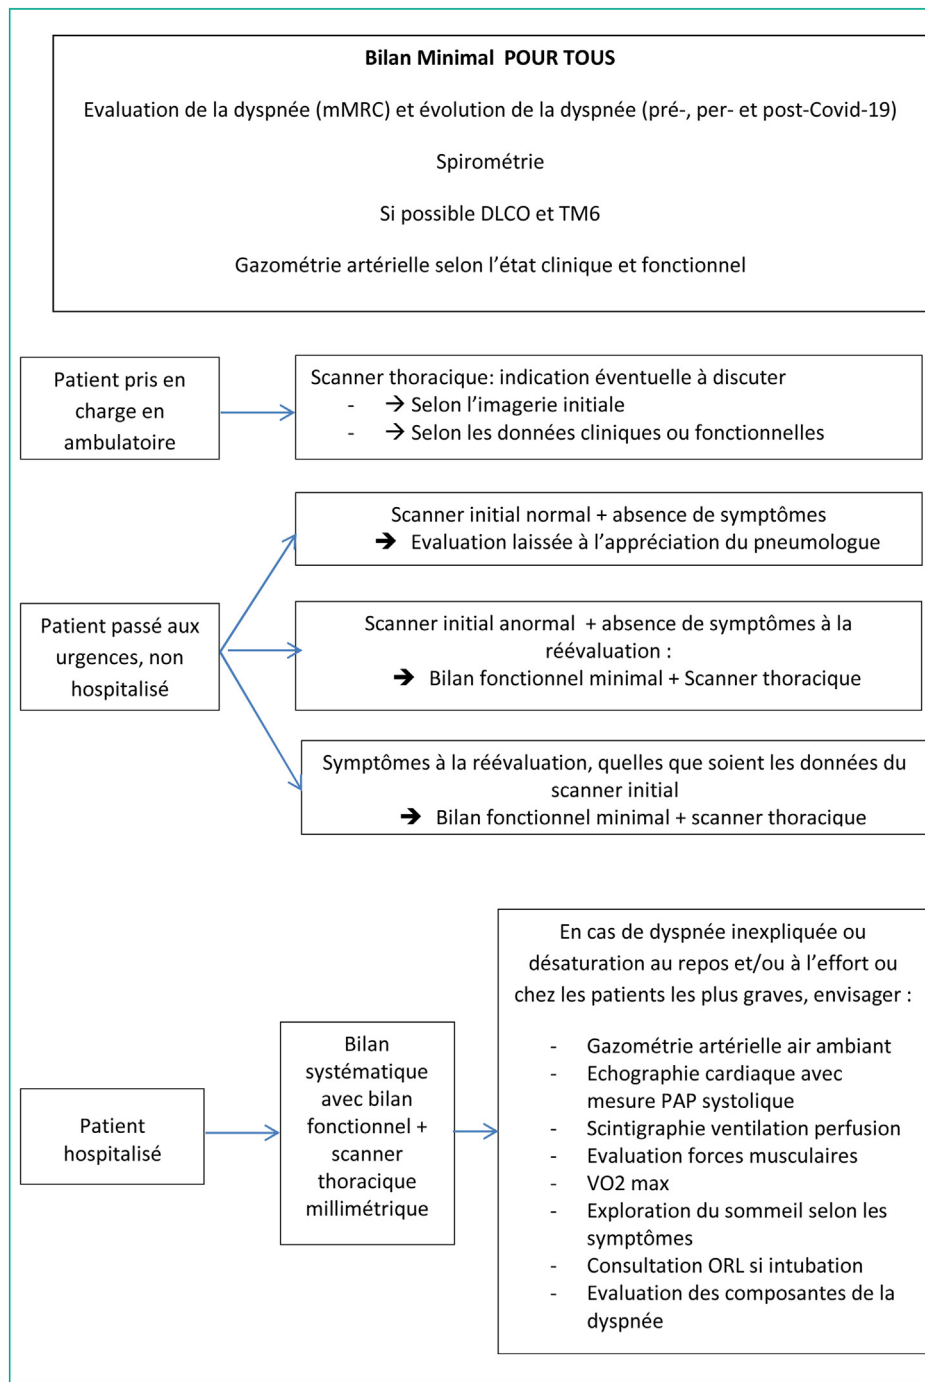 Bilan Minimal  POUR TOUS
Evaluation de la dyspnée (mMRC) et évolution de la dyspnée (pré-, per- et post-Covid-19)
Spirométrie
Si possible DLCO et TM6
Gazométrie artérielle selon l'état clinique et fonctionnel
Patient pris en
charge en
ambulatoire
Scanner thoracique: indication éventuelle à discuter
- → Selon l'imagerie initiale
- → Selon les données cliniques ou fonctionnelles
Patient passé aux
urgences, non
hospitalisé
Scanner initial normal + absence de symptômes
➔ Evaluation laissée à l'appréciation du pneumologue
Scanner initial anormal  + absence de symptômes à la
réévaluation :
➔ Bilan fonctionnel minimal + Scanner thoracique
Symptômes à la réévaluation, quelles que soient les données du
scanner initial
➔ Bilan fonctionnel minimal + scanner thoracique
Patient
hospitalisé
Bilan
systématique
avec bilan
fonctionnel +
scanner
thoracique
millimétrique
En cas de dyspnée inexpliquée ou
désaturation au repos et/ou à l'effort ou
chez les patients les plus graves, envisager :
- Gazométrie artérielle air ambiant
- Echographie cardiaque avec
mesure PAP systolique
- Scintigraphie ventilation perfusion
- Evaluation forces musculaires
- VO2 max
- Exploration du sommeil selon les
symptômes
- Consultation ORL si intubation
- Evaluation des composantes de la
dyspnée